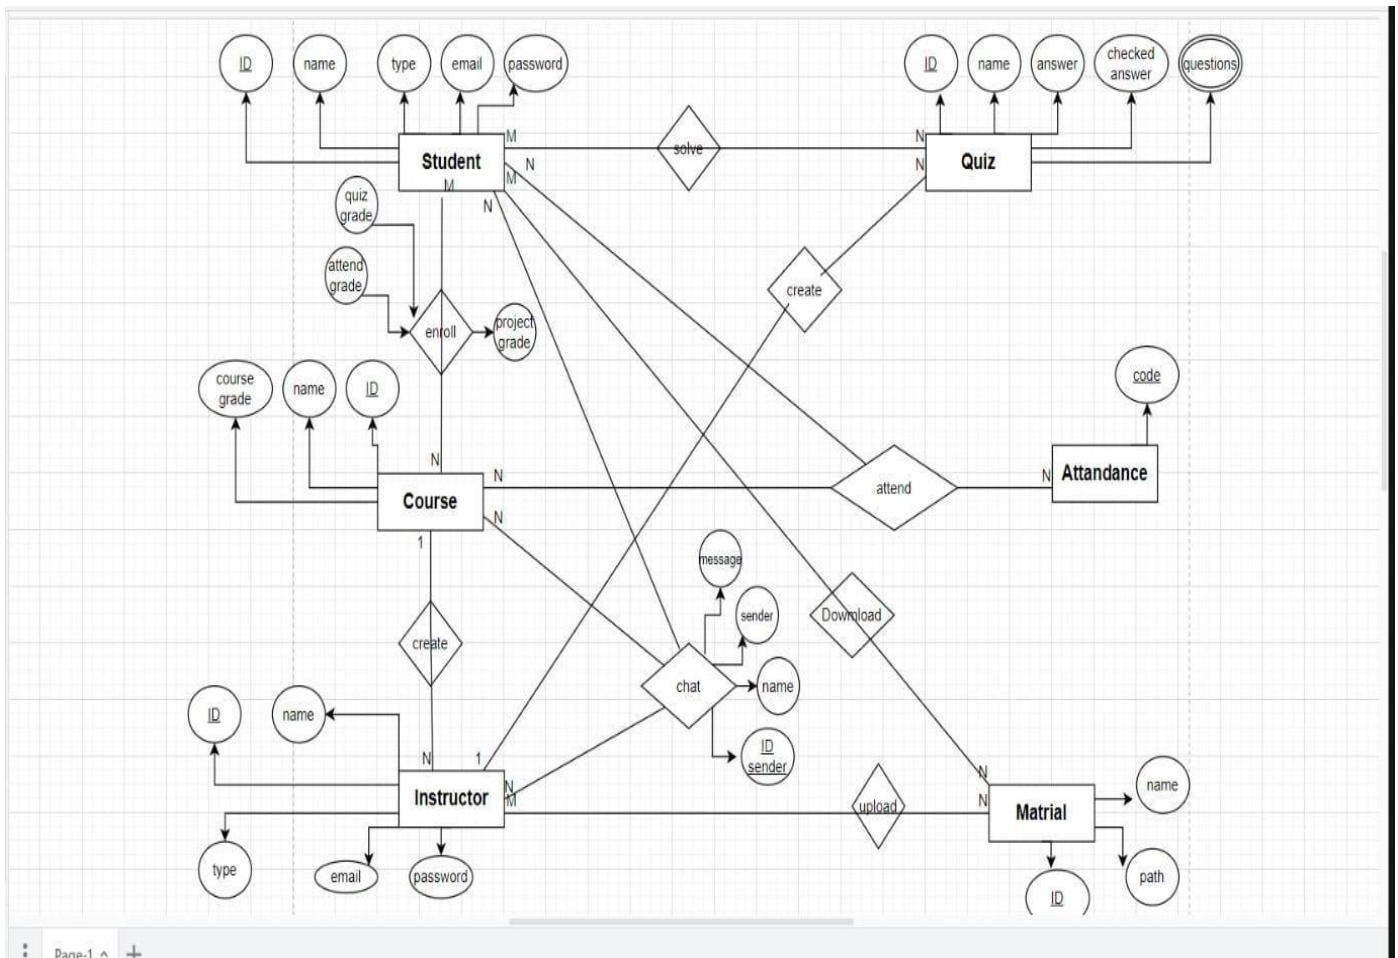 ID
name
type
email
password
ID
name
answer
checked
answer
questions
M
N
Student
solve
Quiz
N
N
M
M
N
quiz
grade
attend
grade
create
enroll
project
grade
course
grade
name
ID
code
N
N
N
Attandance
Course
attend
N
1
message
sender
Dowmload
create
chat
name
ID
name
ID
sender
N
1
N
N
M
N
Instructor
upload
Matrial
name
type
email
password
path
ID
Page-1